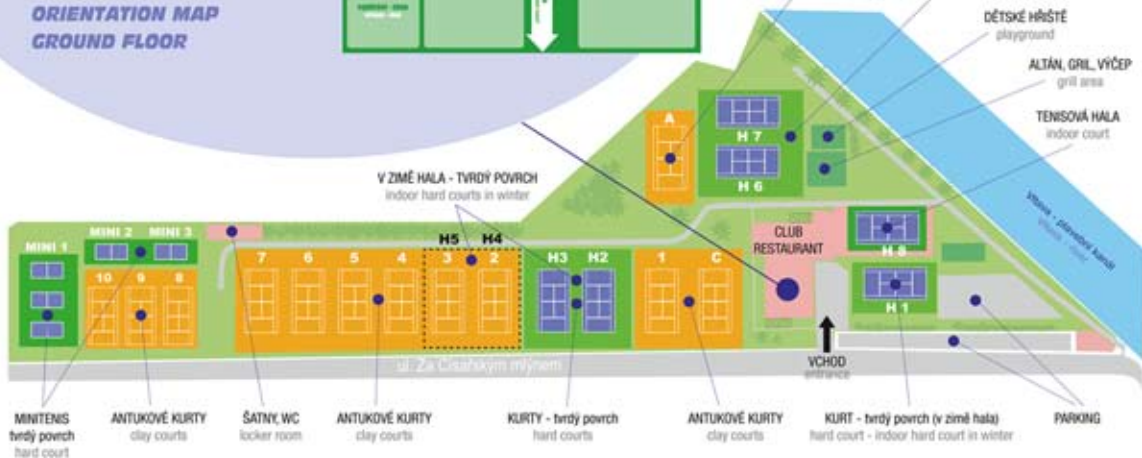 ORIENTATION MAP
GROUND FLOOR
DĚTSKÉ HŘIŠTĚ
playground
ALTÁN, GRIL, VÝČEP
grill area
TENISOVÁ HALA
indoor court
A
H 7
H 6
V ZIMĚ HALA - TVRDÝ POVRCH
indoor hard courts in winter
Vltava - plavební kanál
Vltava - river
MINI 1
MINI 2
MINI 3
H5
H4
CLUB
RESTAURANT
H 8
10
9
8
7
6
5
4
3
2
H3
H2
1
C
H 1
ul. Za Císařským mlýnem
VCHOD
entrance
MINITENIS
tvrdý povrch
hard court
ANTUKOVÉ KURTY
clay courts
ŠATNY, WC
locker room
ANTUKOVÉ KURTY
clay courts
KURTY - tvrdý povrch
hard courts
ANTUKOVÉ KURTY
clay courts
KURT - tvrdý povrch (v zimě hala)
hard court - indoor hard court in winter
PARKING